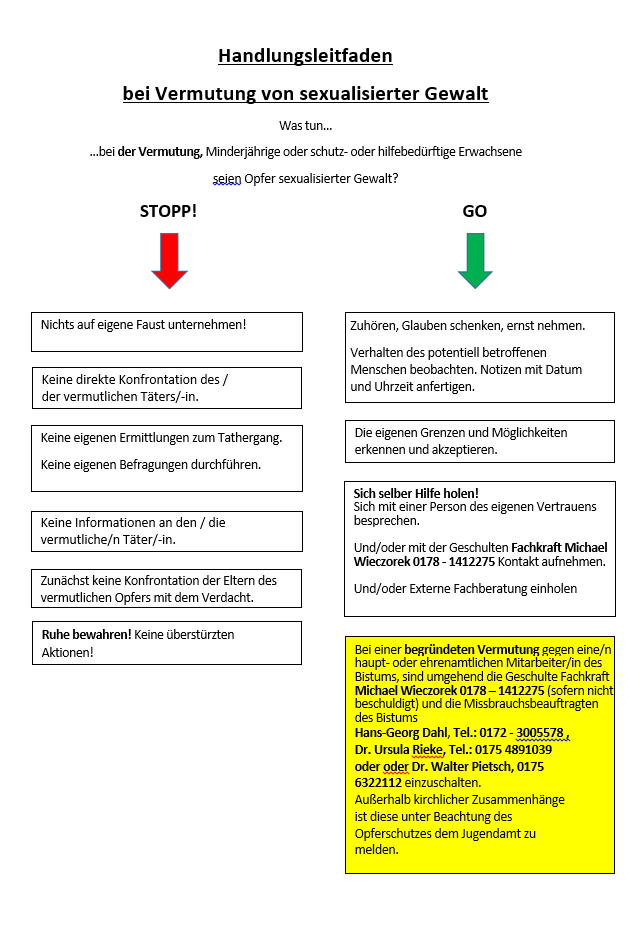 Handlungsleitfaden
bei Vermutung von sexualisierter Gewalt
Was tun...
...bei der Vermutung, Minderjährige oder schutz- oder hilfebedürftige Erwachsene
seien Opfer sexualisierter Gewalt?
STOPP!
Nichts auf eigene Faust unternehmen!
Keine direkte Konfrontation des /
der vermutlichen Täters/-in.
Keine eigenen Ermittlungen zum Tathergang.
Keine eigenen Befragungen durchführen.
Keine Informationen an den / die
vermutliche/n Täter/-in.
Zunächst keine Konfrontation der Eltern des
vermutlichen Opfers mit dem Verdacht.
Ruhe bewahren! Keine überstürzten
Aktionen!
GO
Zuhören, Glauben schenken, ernst nehmen.
Verhalten des potentiell betroffenen
Menschen beobachten. Notizen mit Datum
und Uhrzeit anfertigen.
Die eigenen Grenzen und Möglichkeiten
erkennen und akzeptieren.
Sich selber Hilfe holen!
Sich mit einer Person des eigenen Vertrauens
besprechen.
Und/oder mit der Geschulten Fachkraft Michael
Wieczorek 0178 - 1412275 Kontakt aufnehmen.
Und/oder Externe Fachberatung einholen
Bei einer begründeten Vermutung gegen eine/n
haupt- oder ehrenamtlichen Mitarbeiter/in des
Bistums, sind umgehend die Geschulte Fachkraft
Michael Wieczorek 0178 – 1412275 (sofern nicht
beschuldigt) und die Missbrauchsbeauftragten
des Bistums
Hans-Georg Dahl, Tel.: 0172 - 3005578 ,
Dr. Ursula Rieke, Tel.: 0175 4891039
oder oder Dr. Walter Pietsch, 0175
6322112 einzuschalten.
Außerhalb kirchlicher Zusammenhänge
ist diese unter Beachtung des
Opferschutzes dem Jugendamt zu
melden.